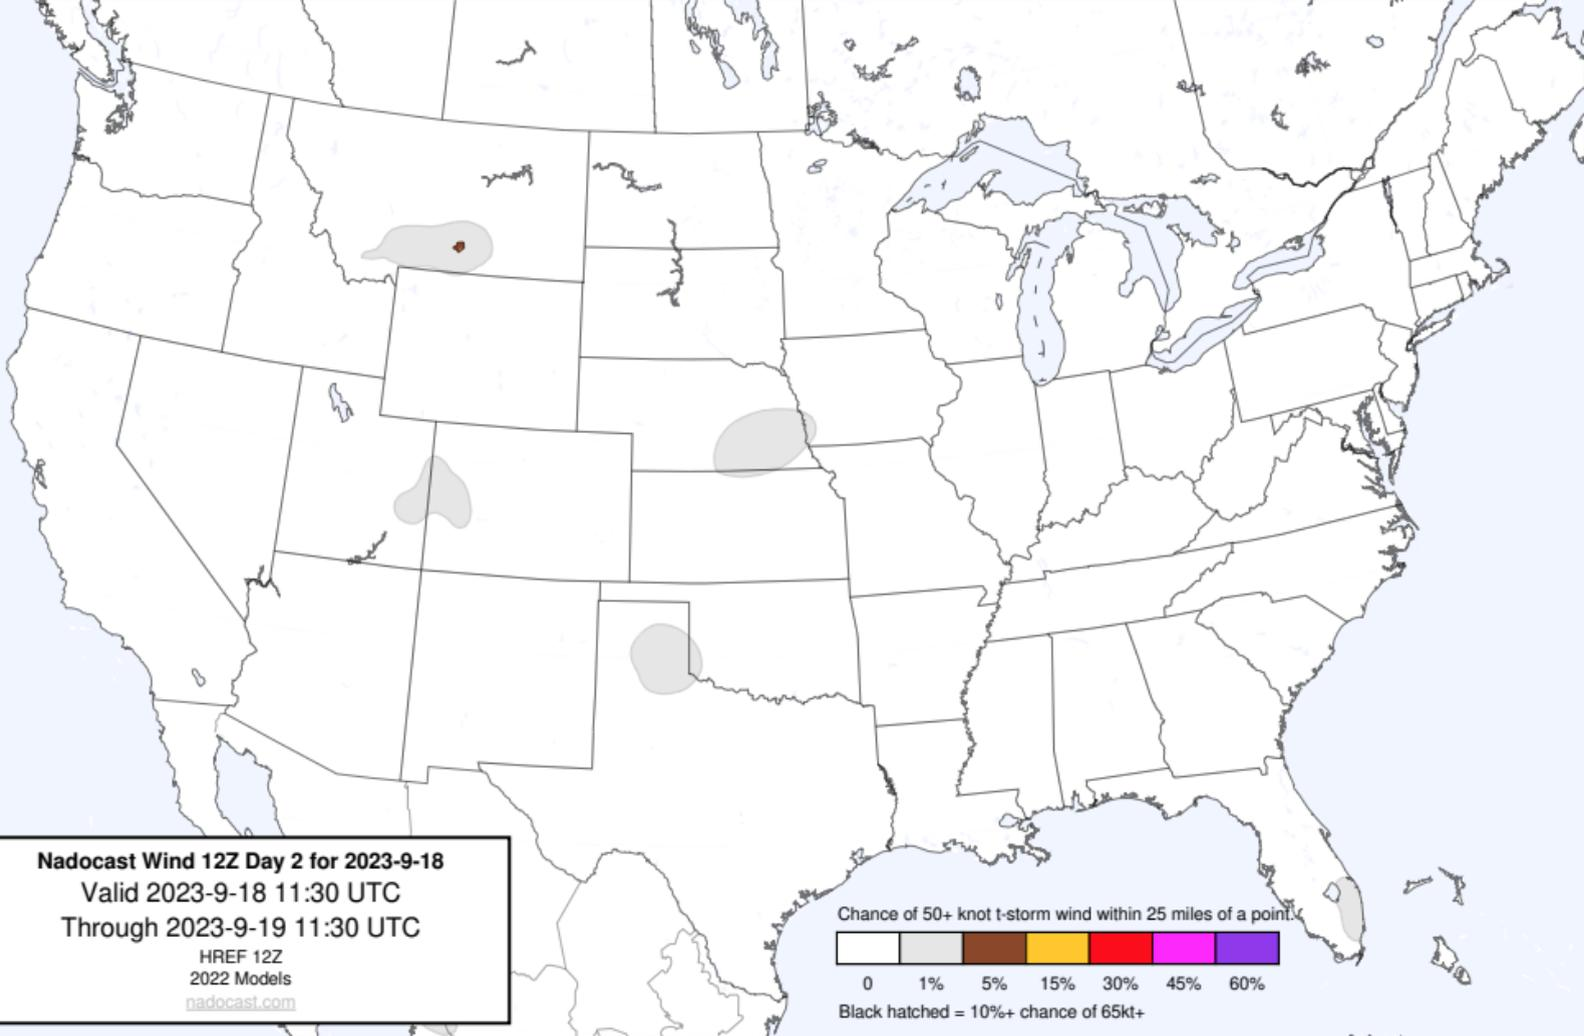 Nadocast Wind 12Z Day 2 for 2023-9-18
Valid 2023-9-18 11:30 UTC
Through 2023-9-19 11:30 UTC
HREF 12Z
2022 Models
nadocast.com
Chance of 50+ knot t-storm wind within 25 miles of a point.
0 1% 5% 15% 30% 45% 60%
Black hatched = 10%+ chance of 65kt+